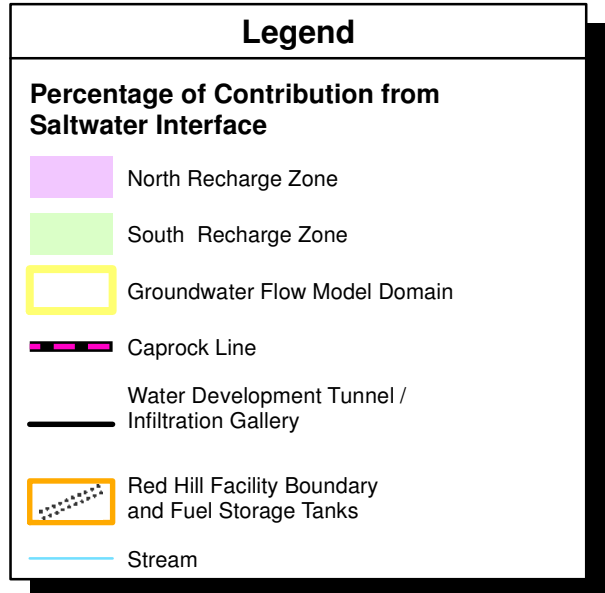 Legend
Percentage of Contribution from
Saltwater Interface
North Recharge Zone
South Recharge Zone
Groundwater Flow Model Domain
Caprock Line
Water Development Tunnel /
Infiltration Gallery
Red Hill Facility Boundary
and Fuel Storage Tanks
Stream